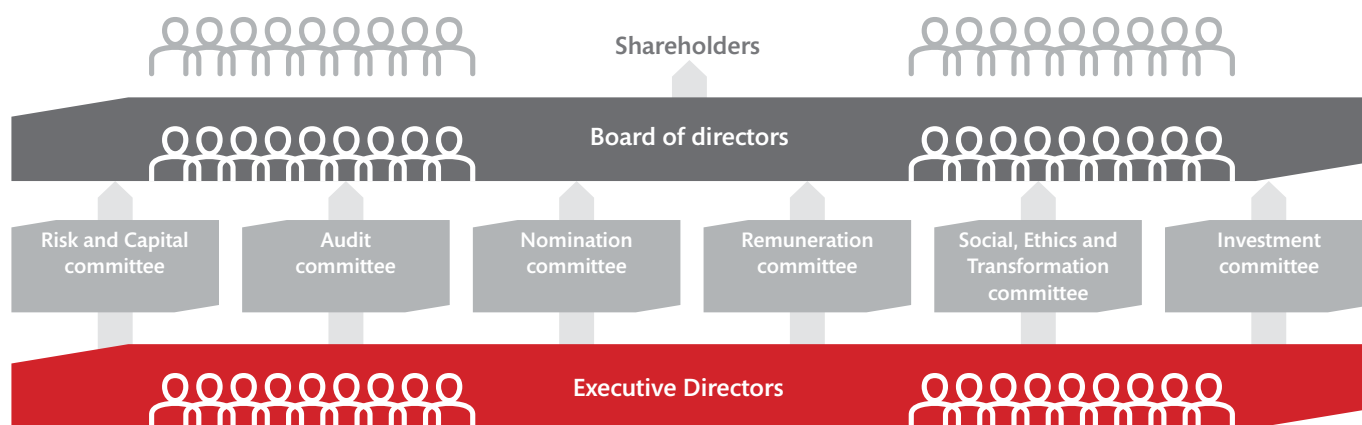 Shareholders
Board of directors
Risk and Capital
committee
Audit
committee
Nomination
committee
Remuneration
committee
Social, Ethics and
Transformation
committee
Investment
committee
Executive Directors